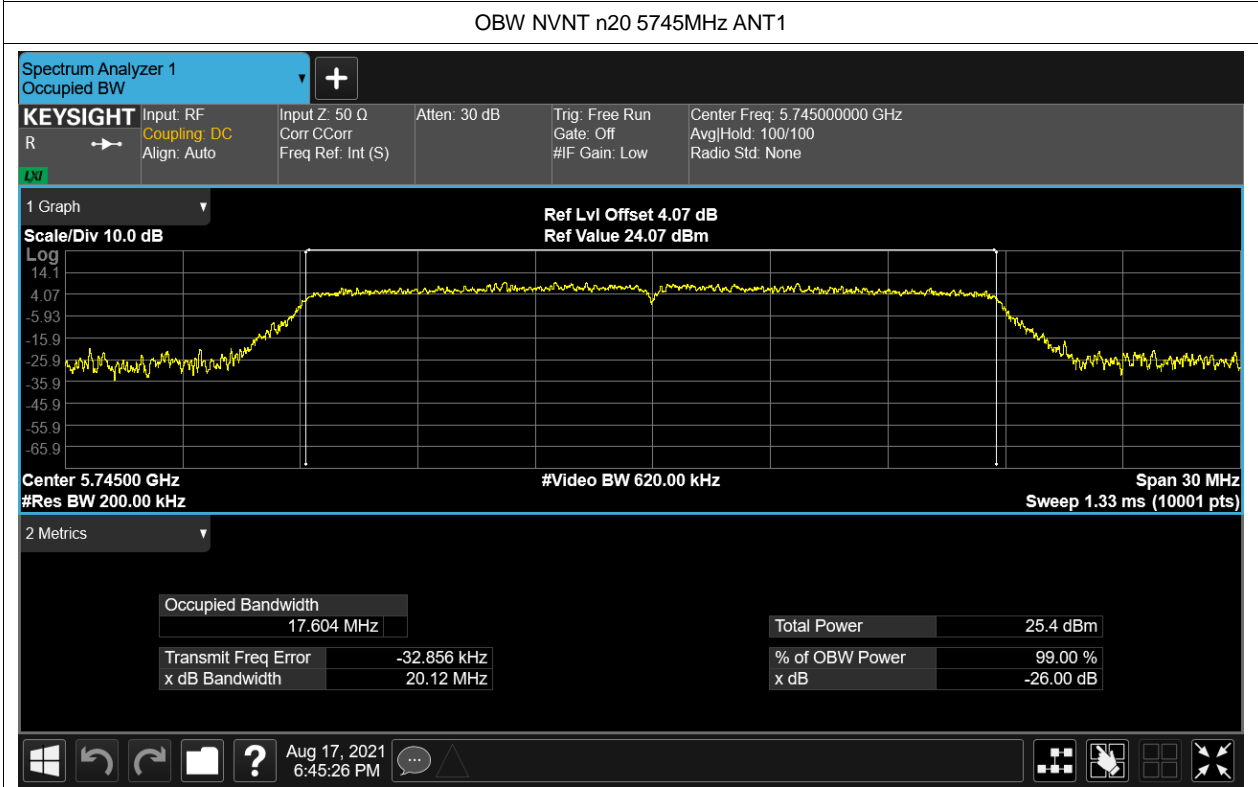 OBW NVNT n20 5745MHz ANT1
Spectrum Analyzer 1
Occupied BW
KEYSIGHT
R
LXI
Input: RF
Coupling: DC
Align: Auto
Input Z: 50 Ω
Corr CCorr
Freq Ref: Int (S)
Atten: 30 dB
Trig: Free Run
Gate: Off
#IF Gain: Low
Center Freq: 5.745000000 GHz
Avg|Hold: 100/100
Radio Std: None
1 Graph
Scale/Div 10.0 dB
Ref Lvl Offset 4.07 dB
Ref Value 24.07 dBm
Log
14.1
4.07
-5.93
-15.9
-25.9
-35.9
-45.9
-55.9
-65.9
Center 5.74500 GHz
#Res BW 200.00 kHz
#Video BW 620.00 kHz
Span 30 MHz
Sweep 1.33 ms (10001 pts)
2 Metrics
Occupied Bandwidth
17.604 MHz
Transmit Freq Error -32.856 kHz
x dB Bandwidth 20.12 MHz
Total Power 25.4 dBm
% of OBW Power 99.00 %
x dB -26.00 dB
?
Aug 17, 2021
6:45:26 PM